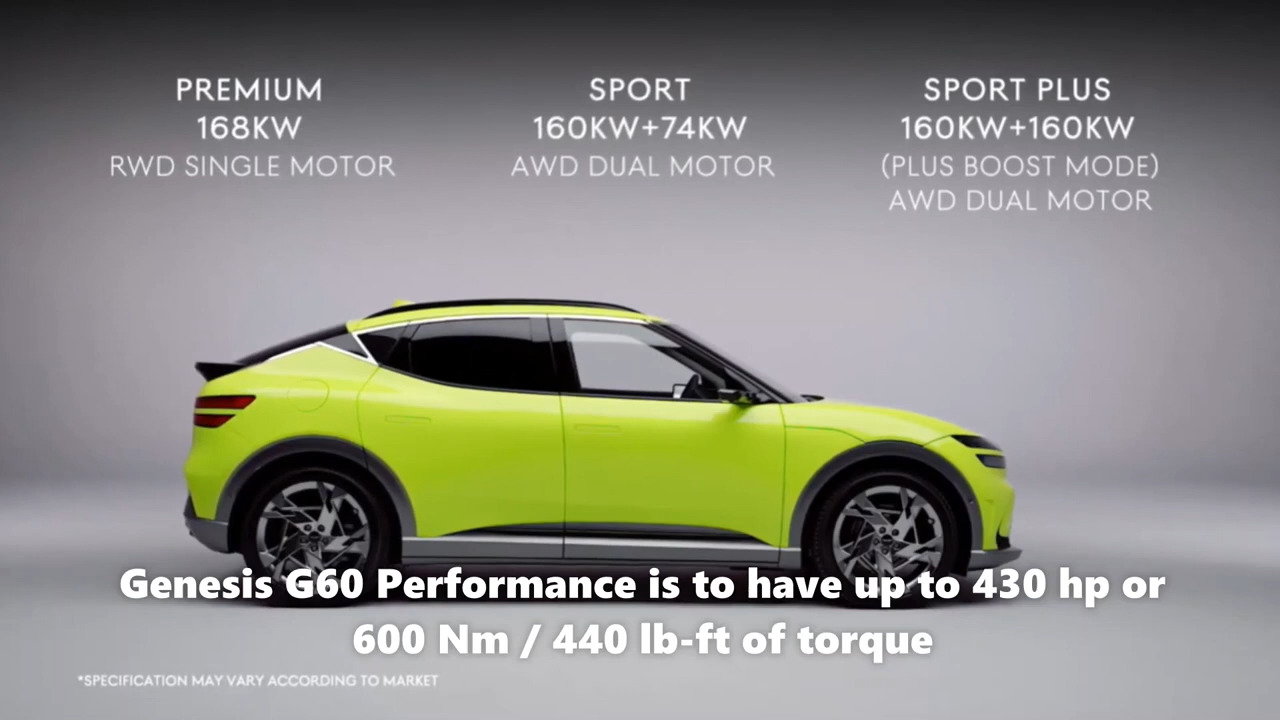 PREMIUM
168KW
RWD SINGLE MOTOR
SPORT
160KW+74KW
AWD DUAL MOTOR
SPORT PLUS
160KW+160KW
(PLUS BOOST MODE)
AWD DUAL MOTOR
Genesis G60 Performance is to have up to 430 hp or
600 Nm / 440 lb-ft of torque
*SPECIFICATION MAY VARY ACCORDING TO MARKET